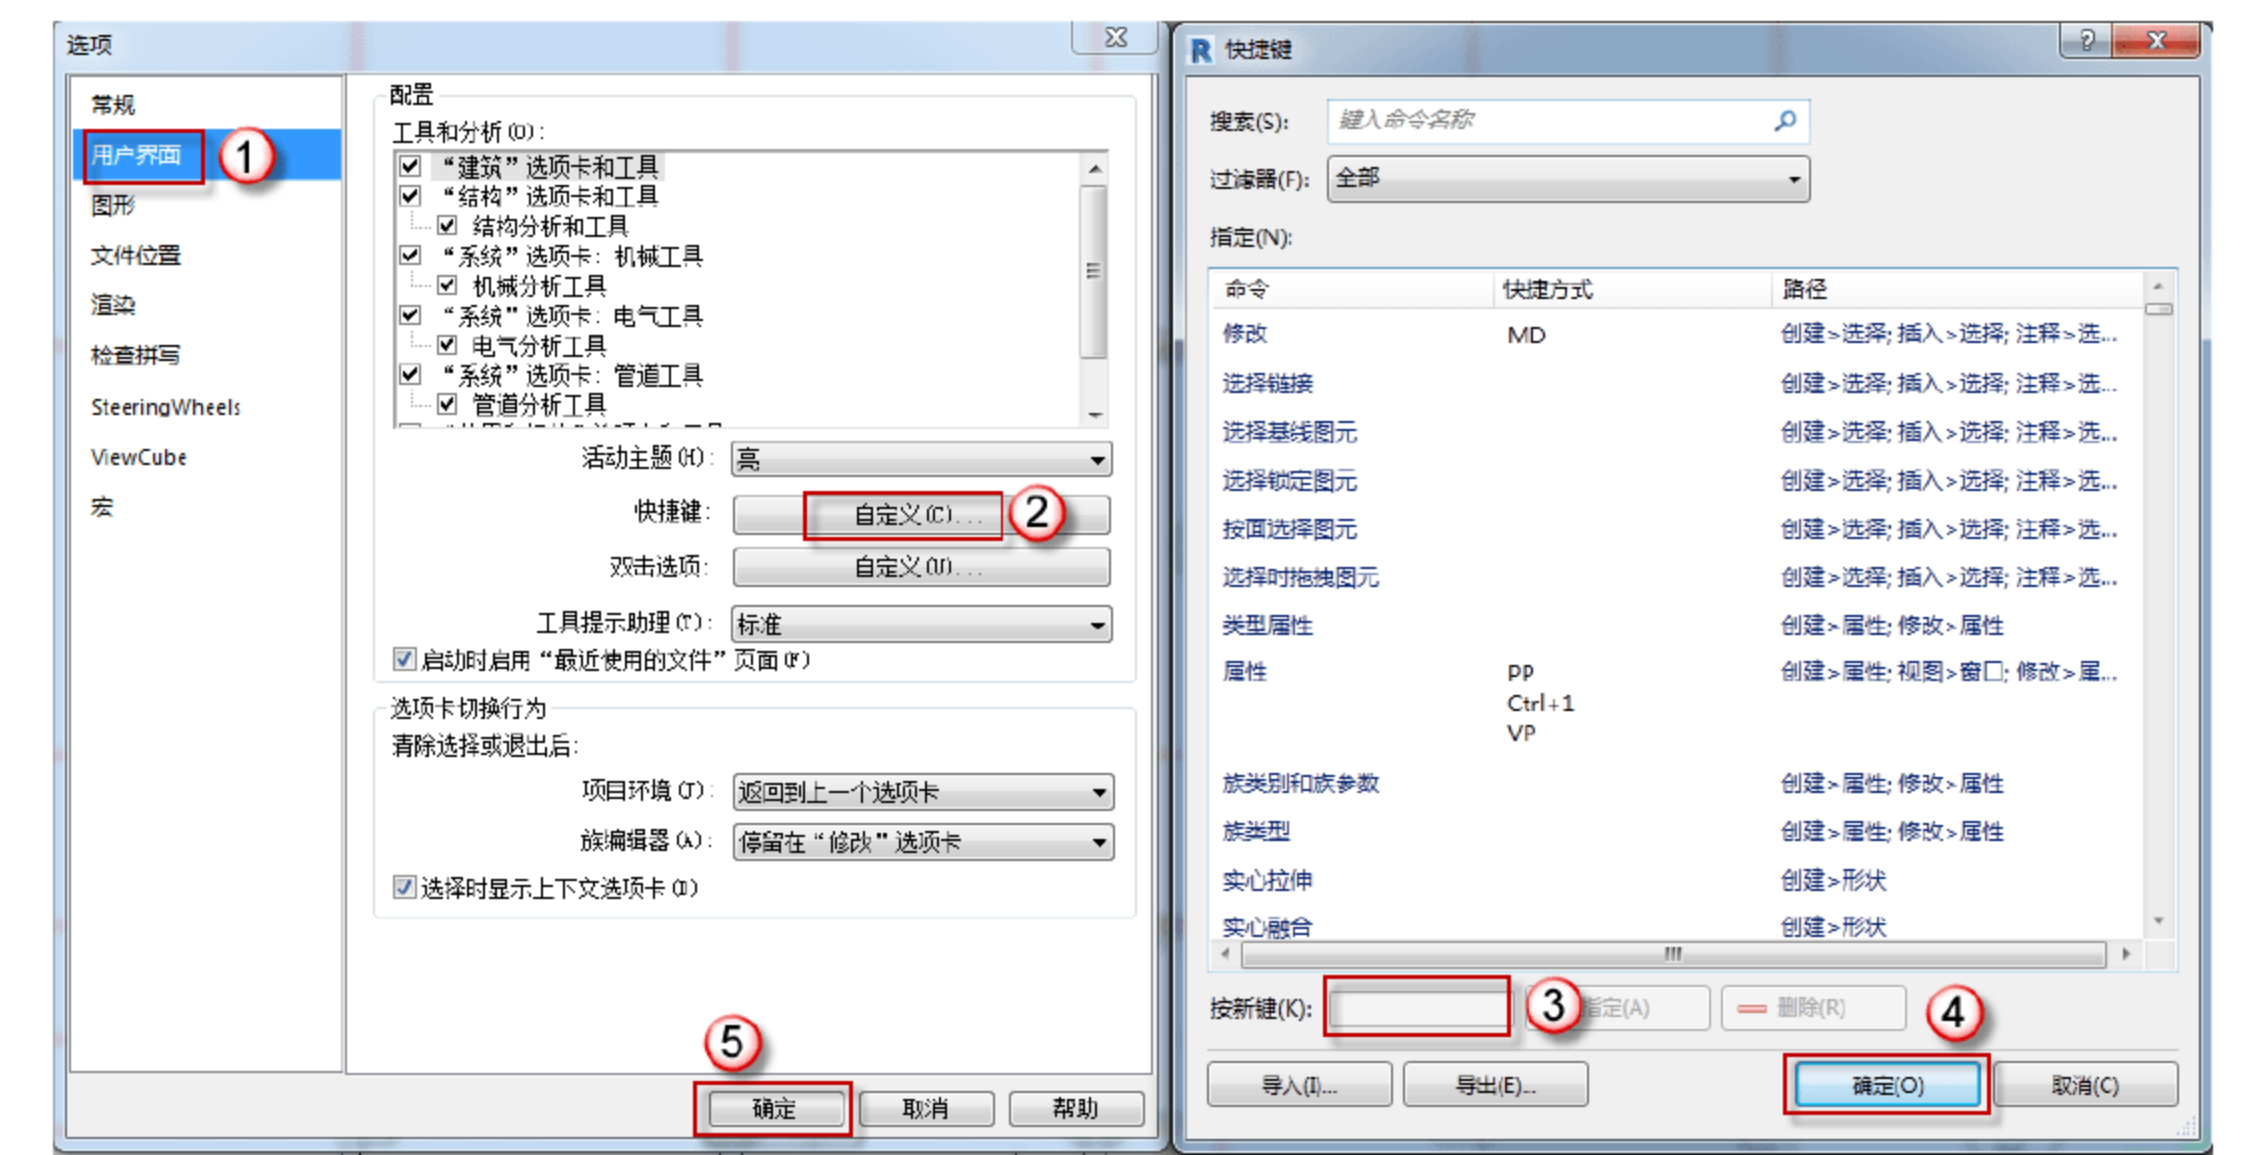 选项
常规
用户界面
1
图形
文件位置
渲染
检查拼写
SteeringWheels
ViewCube
宏
配置
工具和分析(O):
“建筑”选项卡和工具
“结构”选项卡和工具
结构分析和工具
“系统”选项卡: 机械工具
机械分析工具
“系统”选项卡: 电气工具
电气分析工具
“系统”选项卡: 管道工具
管道分析工具
活动主题(H): 亮
快捷键: 自定义(C)... 2
双击选项: 自定义(U)...
工具提示助理(T): 标准
启动时启用“最近使用的文件”页面(F)
选项卡切换行为
清除选择或退出后:
项目环境(J): 返回到上一个选项卡
族编辑器(A): 停留在“修改”选项卡
选择时显示上下文选项卡(D)
5
确定 取消 帮助
R 快捷键
搜索(S): 键入命令名称
过滤器(F): 全部
指定(N):
命令 快捷方式 路径
修改 MD 创建>选择; 插入>选择; 注释>选...
选择链接 创建>选择; 插入>选择; 注释>选...
选择基线图元 创建>选择; 插入>选择; 注释>选...
选择锁定图元 创建>选择; 插入>选择; 注释>选...
按面选择图元 创建>选择; 插入>选择; 注释>选...
选择时拖拽图元 创建>选择; 插入>选择; 注释>选...
类型属性 创建>属性; 修改>属性
属性 PP 创建>属性; 视图>窗口; 修改>属...
Ctrl+1
VP
族类别和族参数 创建>属性; 修改>属性
族类型 创建>属性; 修改>属性
实心拉伸 创建>形状
实心融合 创建>形状
按新键(K): 3 指定(A) 删除(R) 4
导入(I)... 导出(E)... 确定(O) 取消(C)